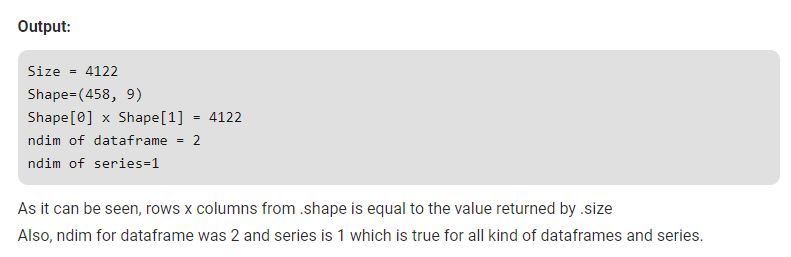 Output:
Size = 4122
Shape=(458, 9)
Shape[0] x Shape[1] = 4122
ndim of dataframe = 2
ndim of series=1
As it can be seen, rows x columns from .shape is equal to the value returned by .size
Also, ndim for dataframe was 2 and series is 1 which is true for all kind of dataframes and series.